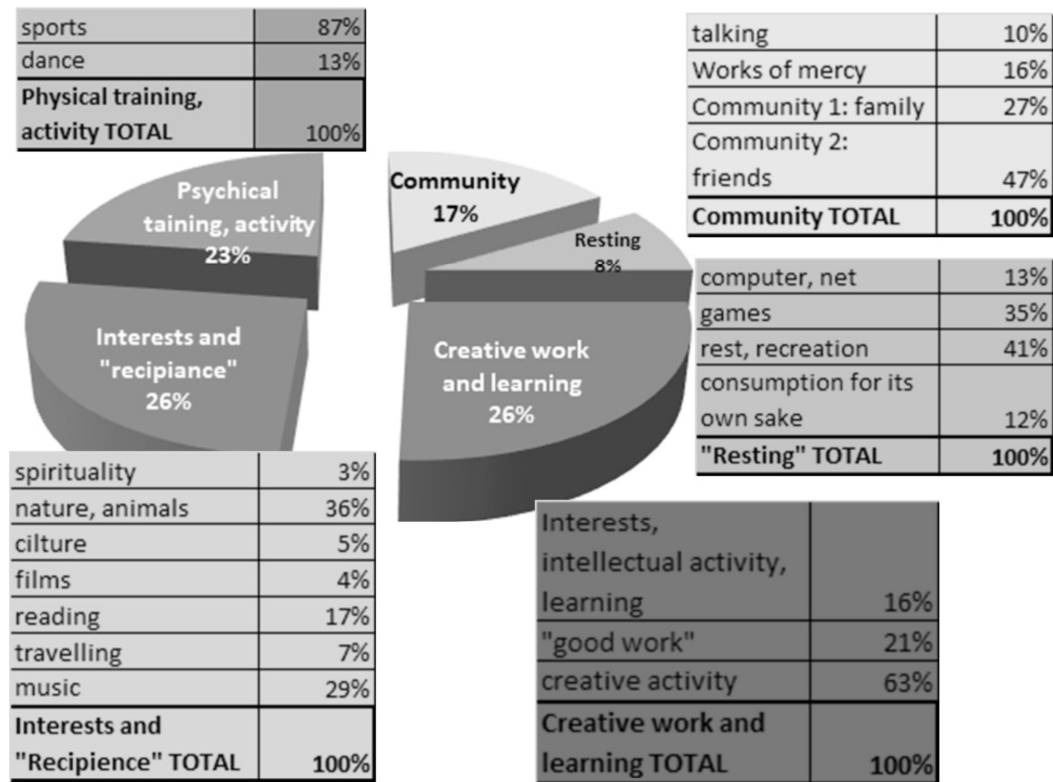 sports 87%
dance 13%
Physical training,
activity TOTAL 100%
talking 10%
Works of mercy 16%
Community 1: family 27%
Community 2:
friends 47%
Community TOTAL 100%
Psychical
taining, activity
23%
Community
17%
Resting
8%
Interests and
"recipiance"
26%
Creative work
and learning
26%
computer, net 13%
games 35%
rest, recreation 41%
consumption for its
own sake 12%
"Resting" TOTAL 100%
spirituality 3%
nature, animals 36%
cilture 5%
films 4%
reading 17%
travelling 7%
music 29%
Interests and
"Recipience" TOTAL 100%
Interests,
intellectual activity,
learning 16%
"good work" 21%
creative activity 63%
Creative work and
learning TOTAL 100%